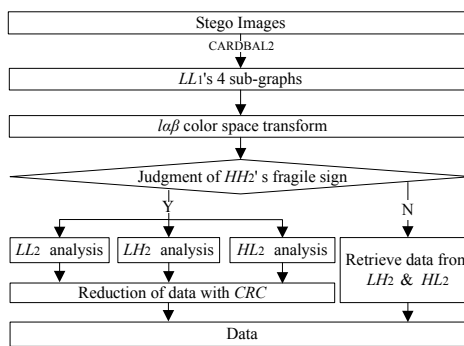 Stego Images
CARDBAL2
LL1's 4 sub-graphs
lαβ color space transform
Judgment of HH2' s fragile sign
Y
N
LL2 analysis
LH2 analysis
HL2 analysis
Retrieve data from
LH2 & HL2
Reduction of data with CRC
Data